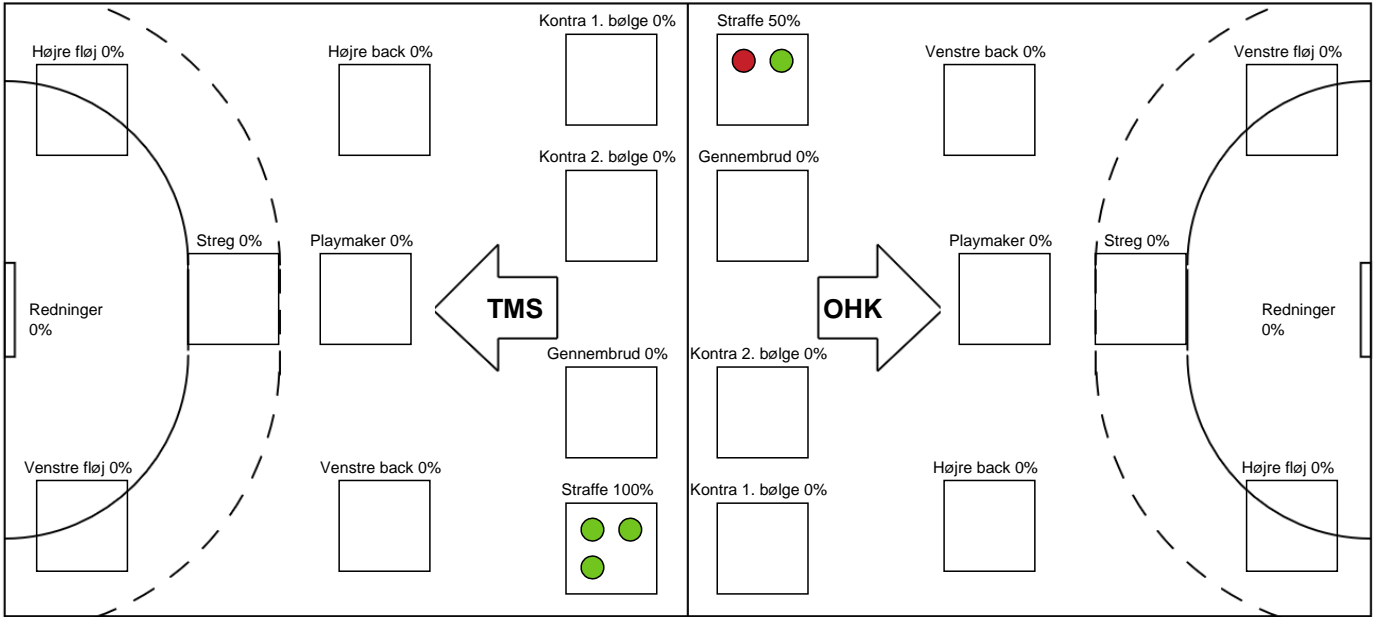 Kontra 1. bølge 0%
Straffe 50%
Højre fløj 0%
Højre back 0%
Venstre back 0%
Venstre fløj 0%
Kontra 2. bølge 0%
Gennembrud 0%
Streg 0%
Playmaker 0%
Playmaker 0%
Streg 0%
Redninger
0%
TMS
OHK
Redninger
0%
Gennembrud 0%
Kontra 2. bølge 0%
Venstre fløj 0%
Venstre back 0%
Højre back 0%
Højre fløj 0%
Straffe 100%
Kontra 1. bølge 0%